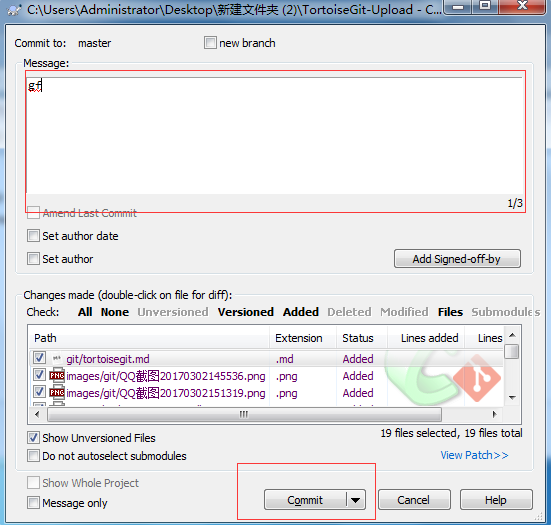 C:\Users\Administrator\Desktop\新建文件夹 (2)\TortoiseGit-Upload - C...
Commit to: master new branch
Message:
gf
1/3
Amend Last Commit
Set author date
Set author
Add Signed-off-by
Changes made (double-click on file for diff):
Check: All None Unversioned Versioned Added Deleted Modified Files Submodules
Path Extension Status Lines added Lines
git/tortoisegit.md .md Added
PNG images/git/QQ截图20170302145536.png .png Added
PNG images/git/QQ截图20170302151319.png .png Added
Show Unversioned Files 19 files selected, 19 files total
Do not autoselect submodules View Patch>>
Show Whole Project
Message only Commit Cancel Help